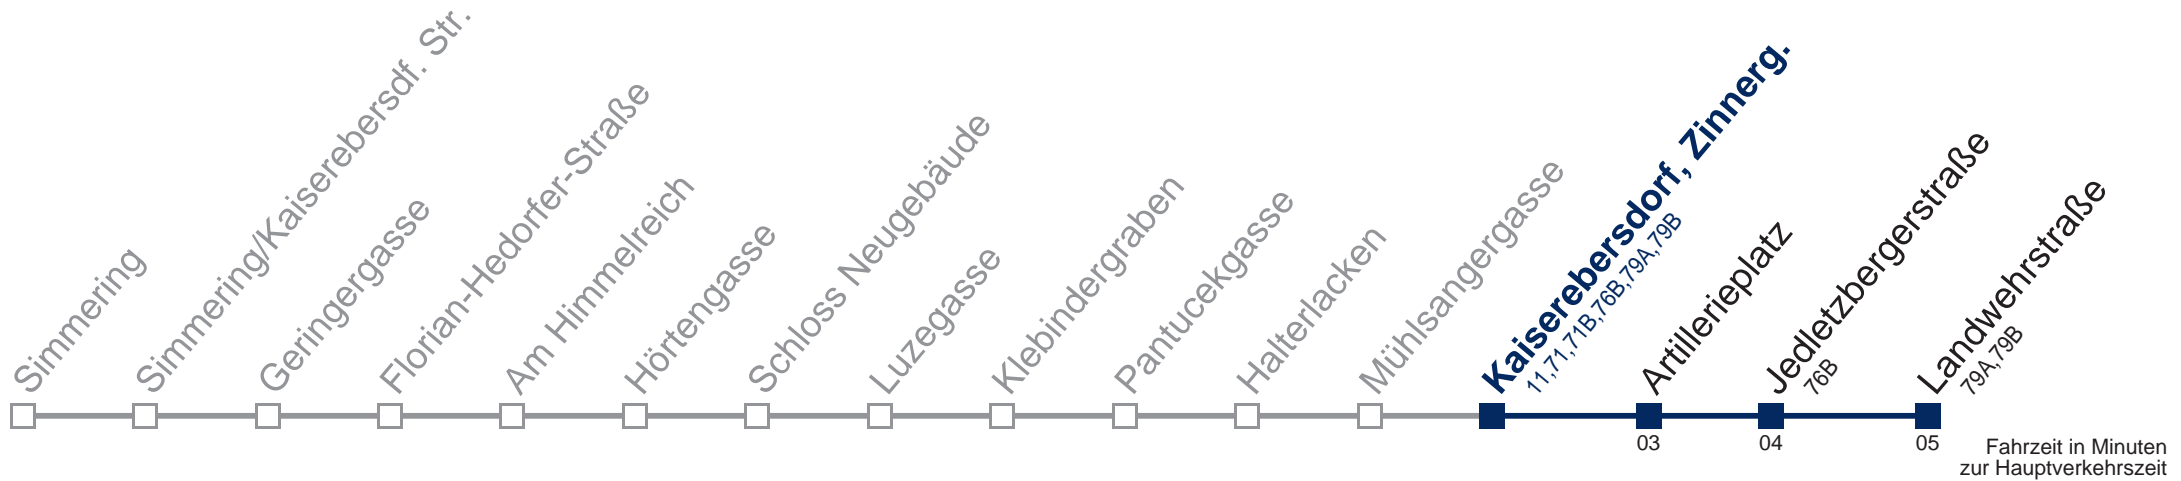 Simmering
Simmering/Kaiserebersdf. Str.
Geringergasse
Florian-Hedorfer-Straße
Am Himmelreich
Hörtengasse
Schloss Neugebäude
Luzegasse
Klebindergraben
Pantucekgasse
Halterlacken
Mühlsangergasse
Kaiserebersdorf, Zinnerg.
11,71,71B,76B,79A,79B
Artillerieplatz
Jedletzbergerstraße
76B
Landwehrstraße
79A,79B
03
04
05
Fahrzeit in Minuten
zur Hauptverkehrszeit